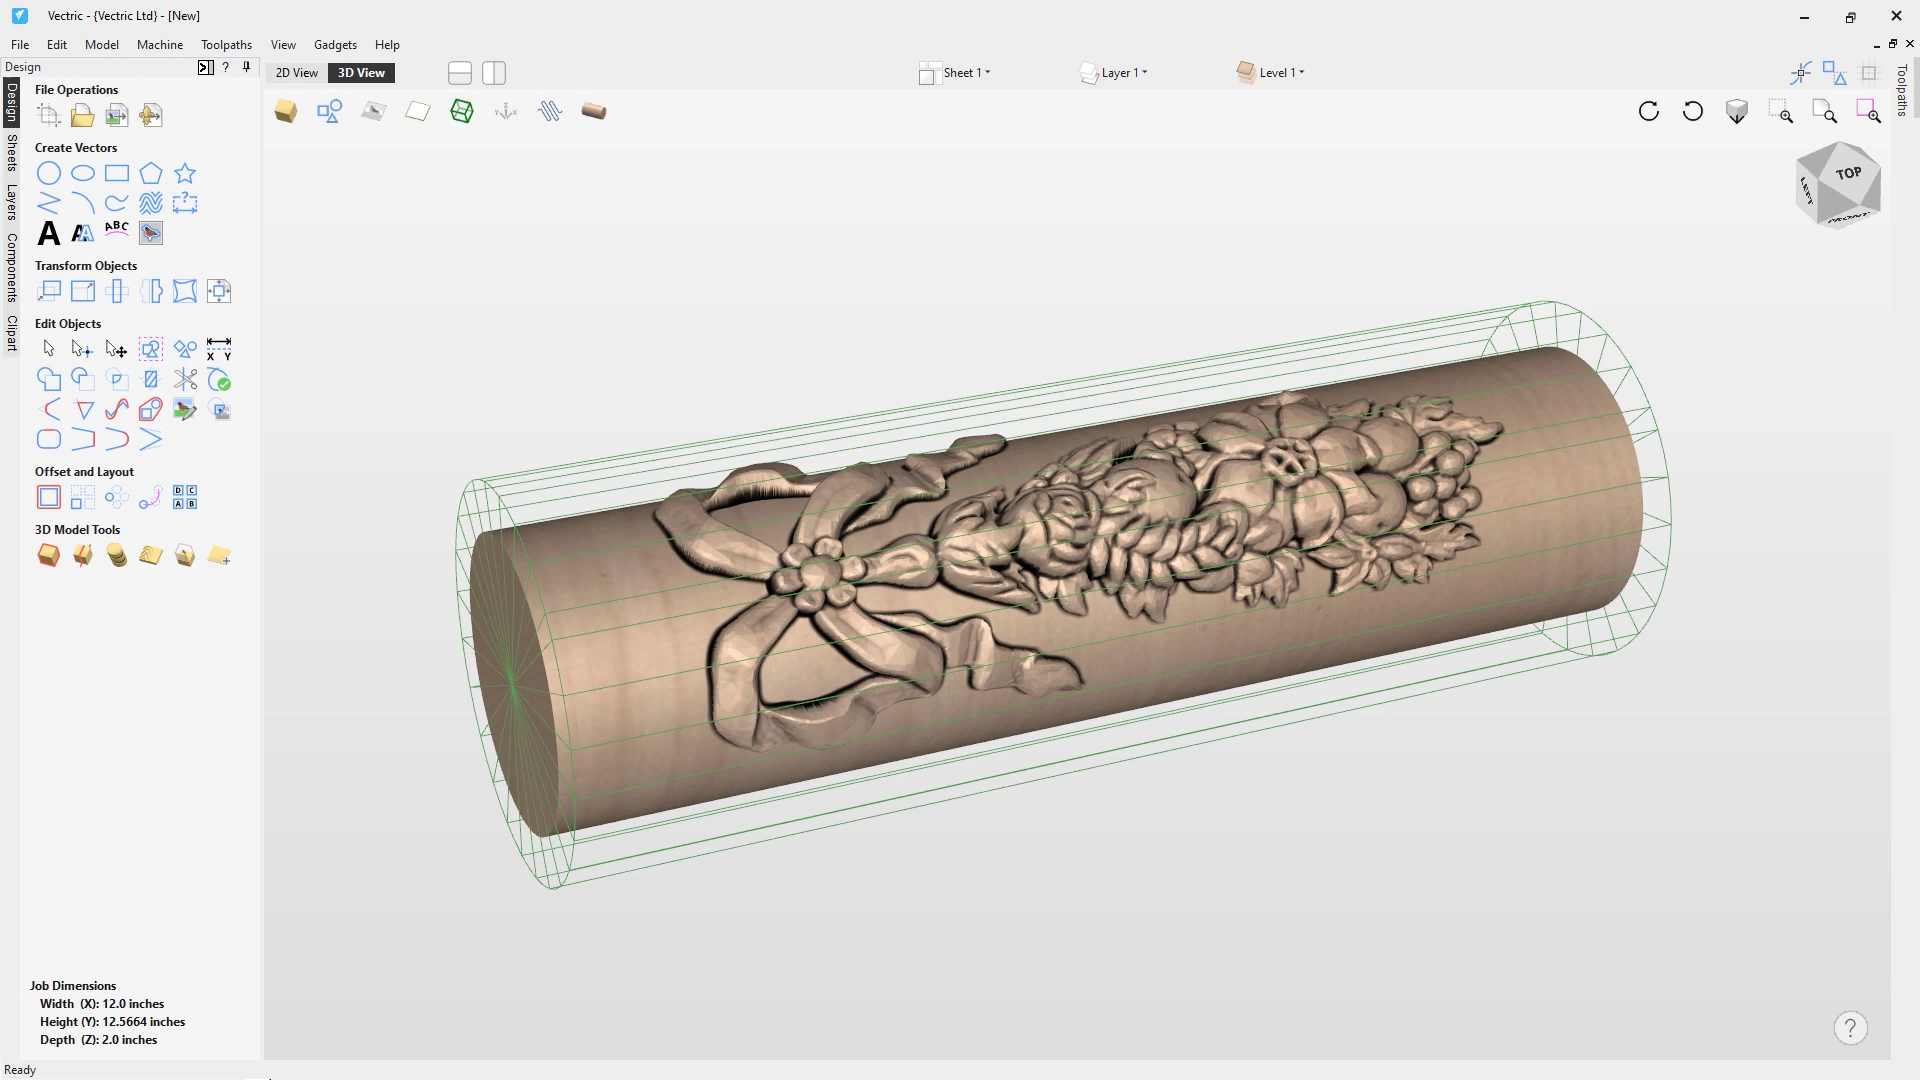 Vectric - {Vectric Ltd} - [New]
File Edit Model Machine Toolpaths View Gadgets Help
Design ?
2D View 3D View Sheet 1 Layer 1 Level 1
Toolpaths
Design
Sheets
Layers
Components
Clipart
File Operations
Create Vectors
?
A A A ABC
Transform Objects
Edit Objects
X Y
Offset and Layout
D C
A B
3D Model Tools
TOP
LEFT
FRONT
Job Dimensions
Width (X): 12.0 inches
Height (Y): 12.5664 inches
Depth (Z): 2.0 inches
?
Ready